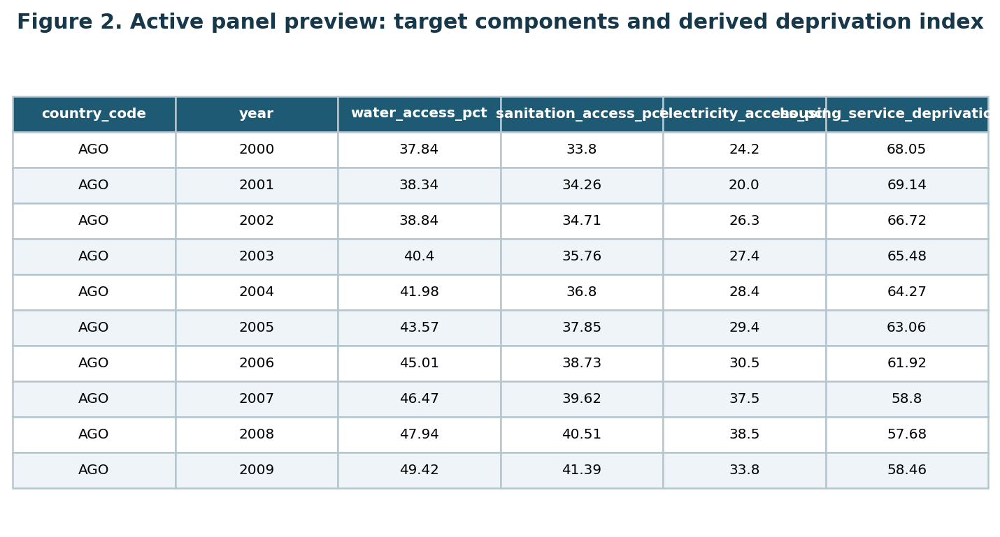 Figure 2. Active panel preview: target components and derived deprivation index
country_code year water_access_pct sanitation_access_pct electricity_access_pct housing_service_deprivatio
AGO 2000 37.84 33.8 24.2 68.05
AGO 2001 38.34 34.26 20.0 69.14
AGO 2002 38.84 34.71 26.3 66.72
AGO 2003 40.4 35.76 27.4 65.48
AGO 2004 41.98 36.8 28.4 64.27
AGO 2005 43.57 37.85 29.4 63.06
AGO 2006 45.01 38.73 30.5 61.92
AGO 2007 46.47 39.62 37.5 58.8
AGO 2008 47.94 40.51 38.5 57.68
AGO 2009 49.42 41.39 33.8 58.46